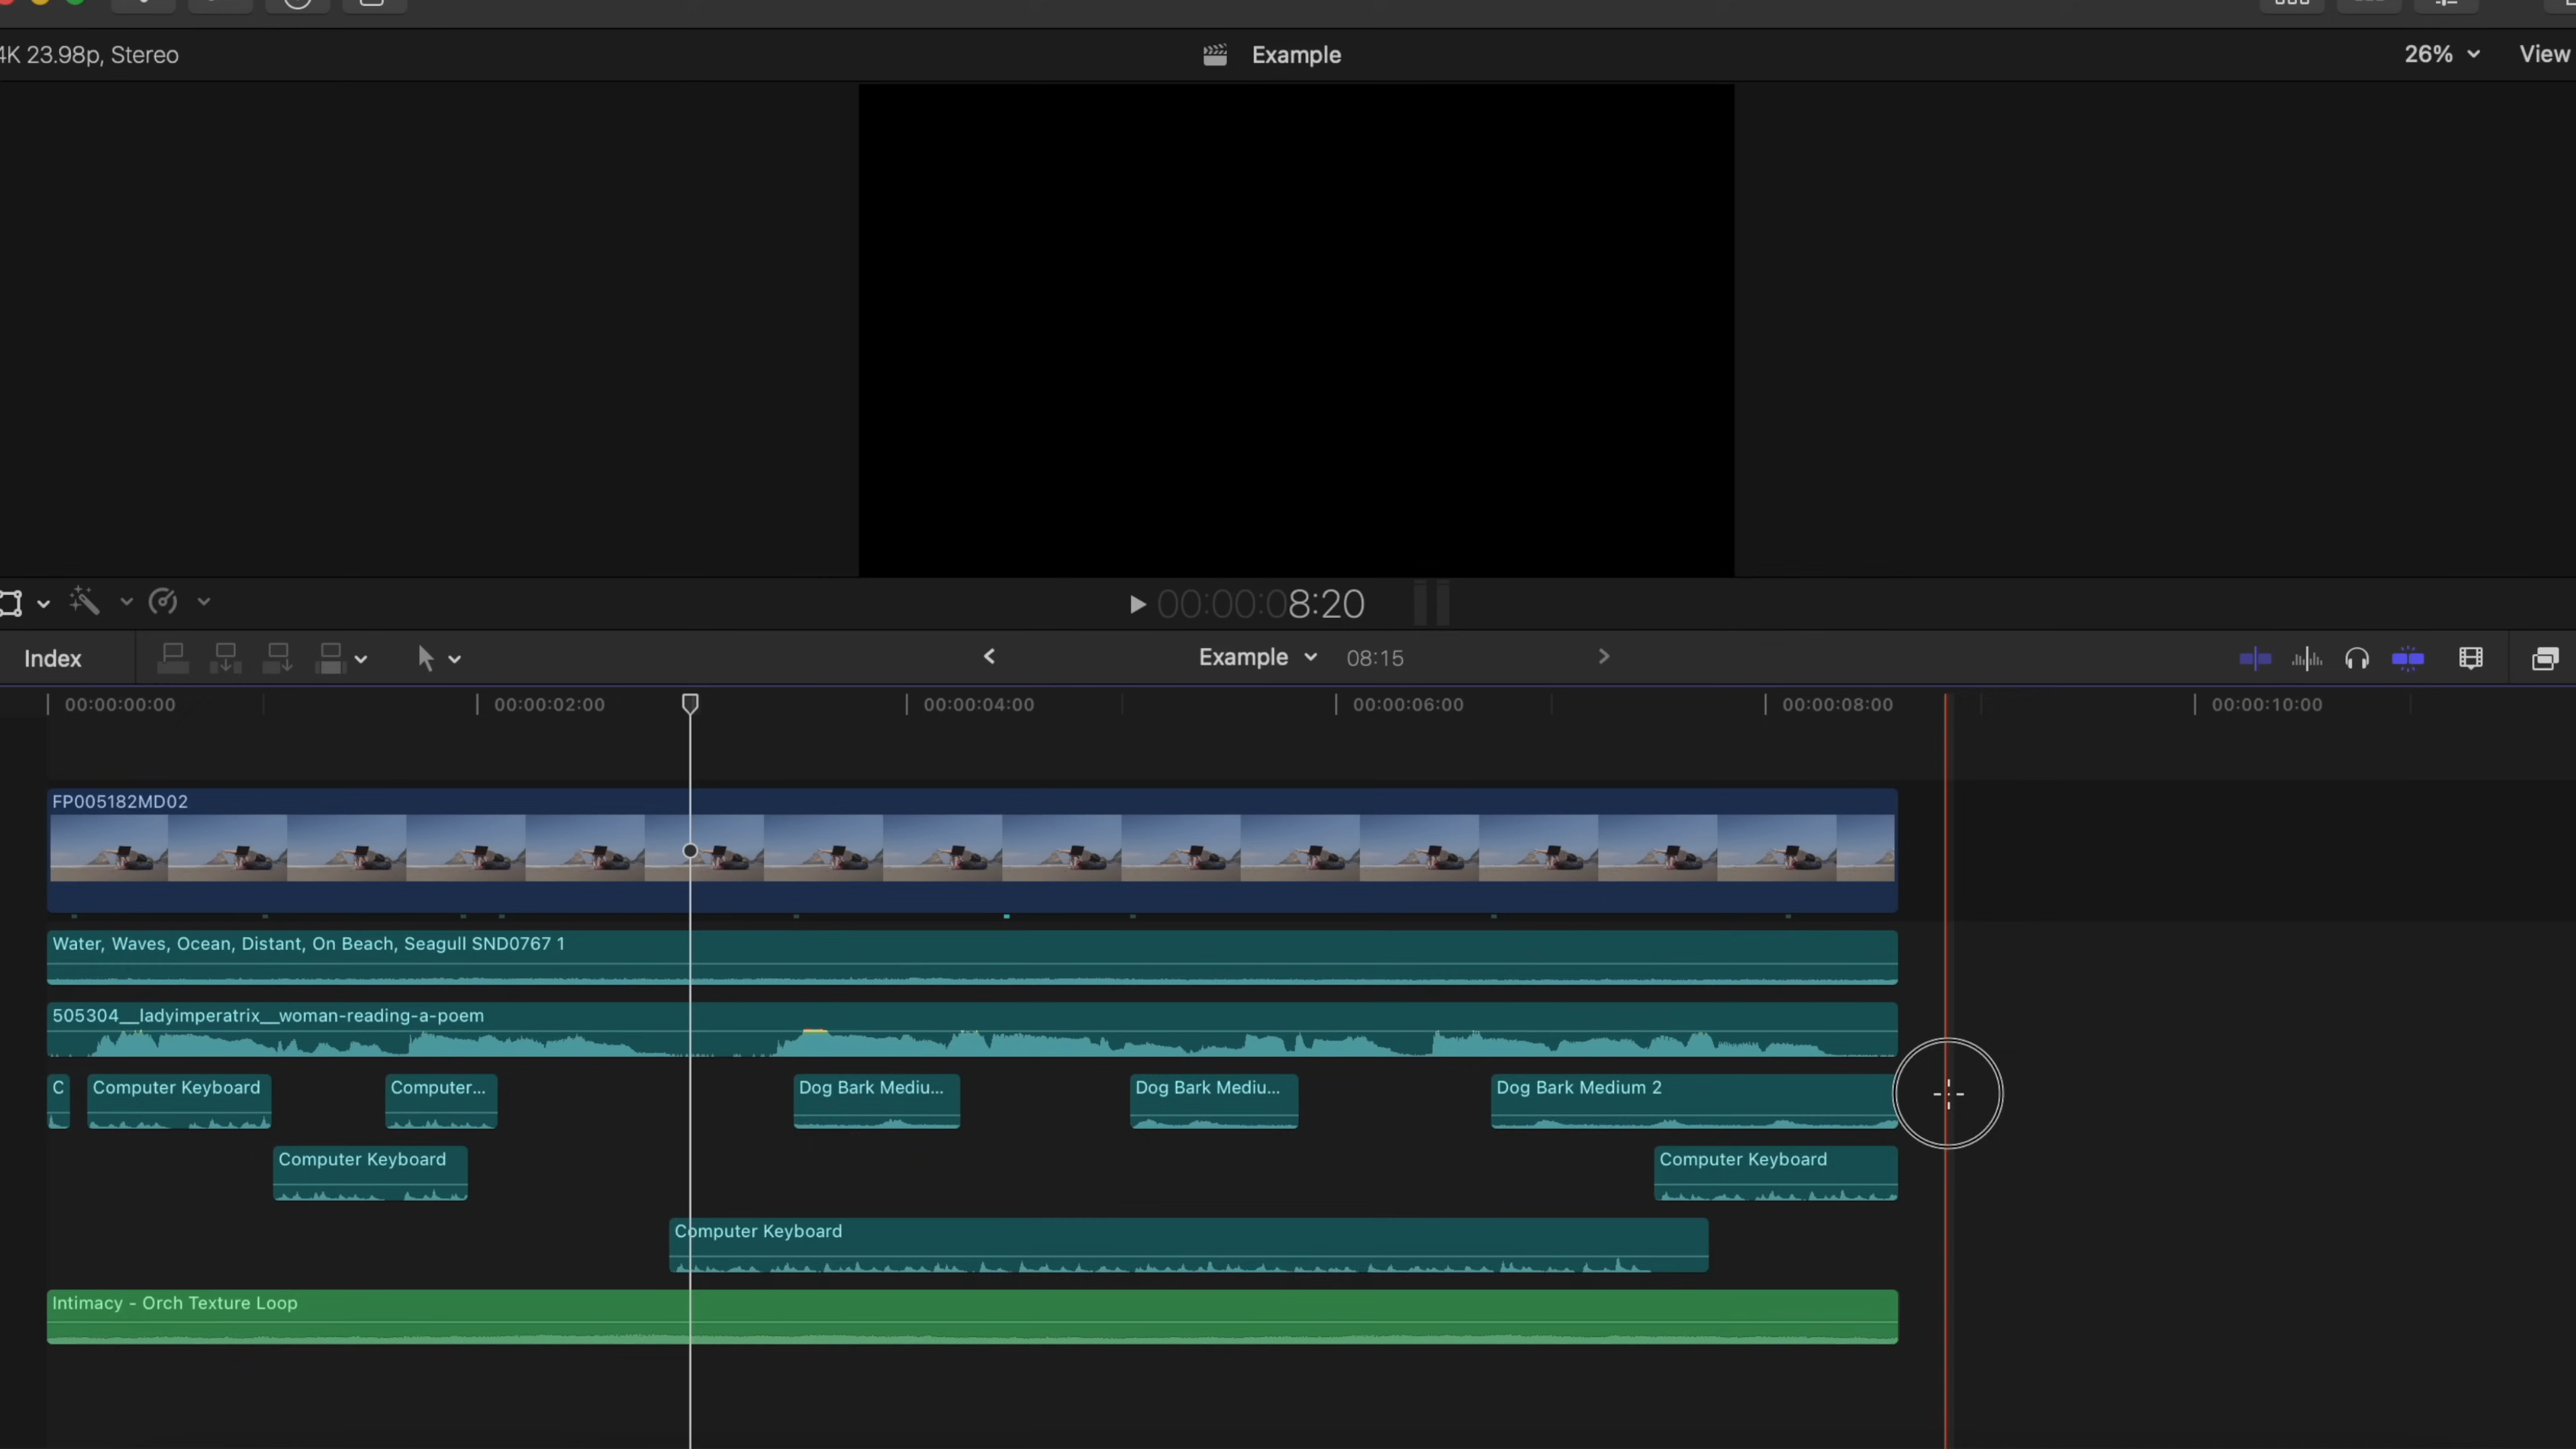 4K 23.98p, Stereo
Example
26%
View
00:00:08:20
Index
Example
08:15
00:00:00:00
00:00:02:00
00:00:04:00
00:00:06:00
00:00:08:00
00:00:10:00
FP005182MD02
Water, Waves, Ocean, Distant, On Beach, Seagull SND0767 1
505304__ladyimperatrix__woman-reading-a-poem
C
Computer Keyboard
Computer...
Dog Bark Mediu...
Dog Bark Mediu...
Dog Bark Medium 2
Computer Keyboard
Computer Keyboard
Computer Keyboard
Intimacy - Orch Texture Loop